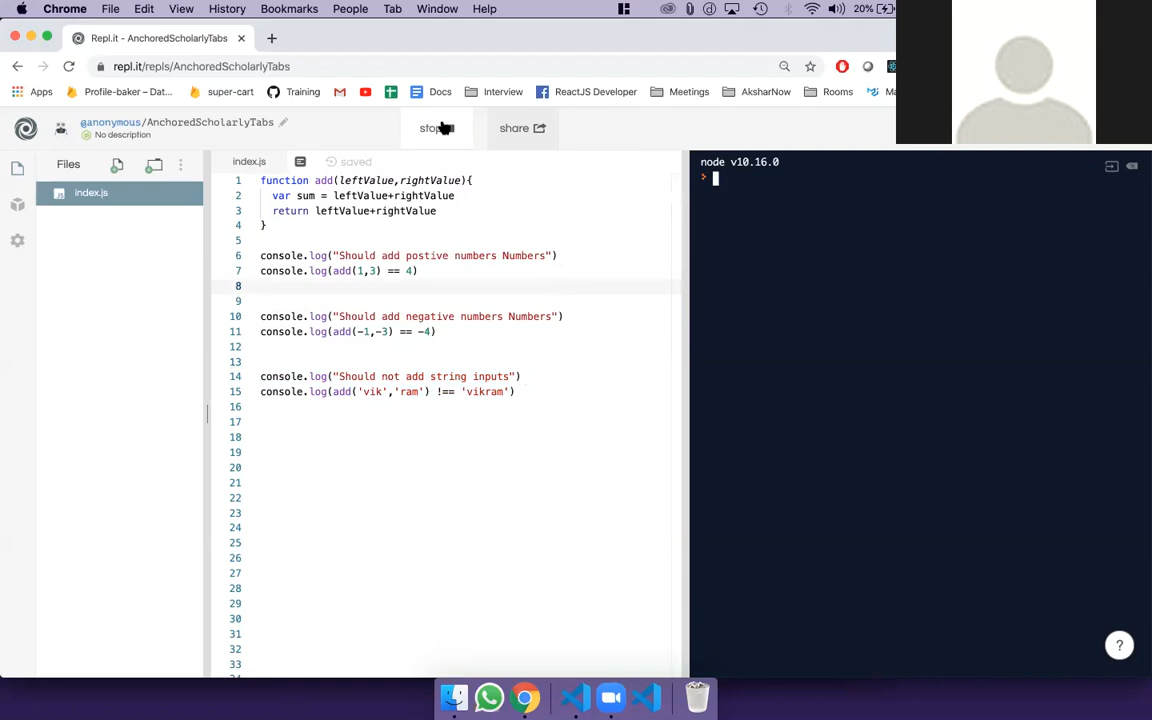 Chrome File Edit View History Bookmarks People Tab Window Help 20%
Repl.it - AnchoredScholarlyTabs
repl.it/repls/AnchoredScholarlyTabs
Apps Profile-baker – Dat... super-cart Training Docs Interview ReactJS Developer Meetings AksharNow Rooms M
@anonymous/AnchoredScholarlyTabs
No description
stop
share
Files
index.js
index.js
saved
1 function add(leftValue,rightValue){
2 var sum = leftValue+rightValue
3 return leftValue+rightValue
4 }
5
6 console.log("Should add postive numbers Numbers")
7 console.log(add(1,3) == 4)
8
9
10 console.log("Should add negative numbers Numbers")
11 console.log(add(-1,-3) == -4)
12
13
14 console.log("Should not add string inputs")
15 console.log(add('vik','ram') !== 'vikram')
16
17
18
19
20
21
22
23
24
25
26
27
28
29
30
31
32
33
node v10.16.0
>
?